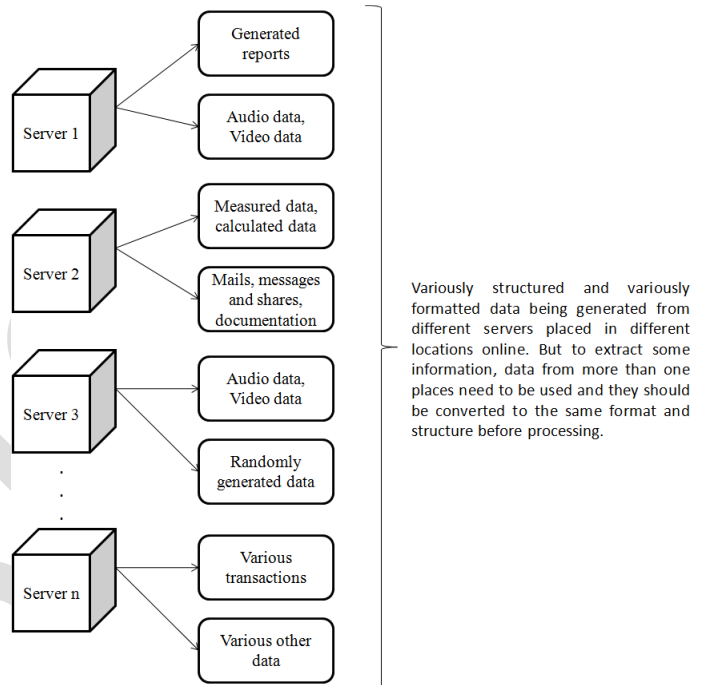 Generated
reports
Server 1
Audio data,
Video data
Measured data,
calculated data
Server 2
Mails, messages
and shares,
documentation
Audio data,
Video data
Server 3
Randomly
generated data
.
.
.
Various
transactions
Server n
Various other
data
Variously structured and variously
formatted data being generated from
different servers placed in different
locations online. But to extract some
information, data from more than one
places need to be used and they should
be converted to the same format and
structure before processing.